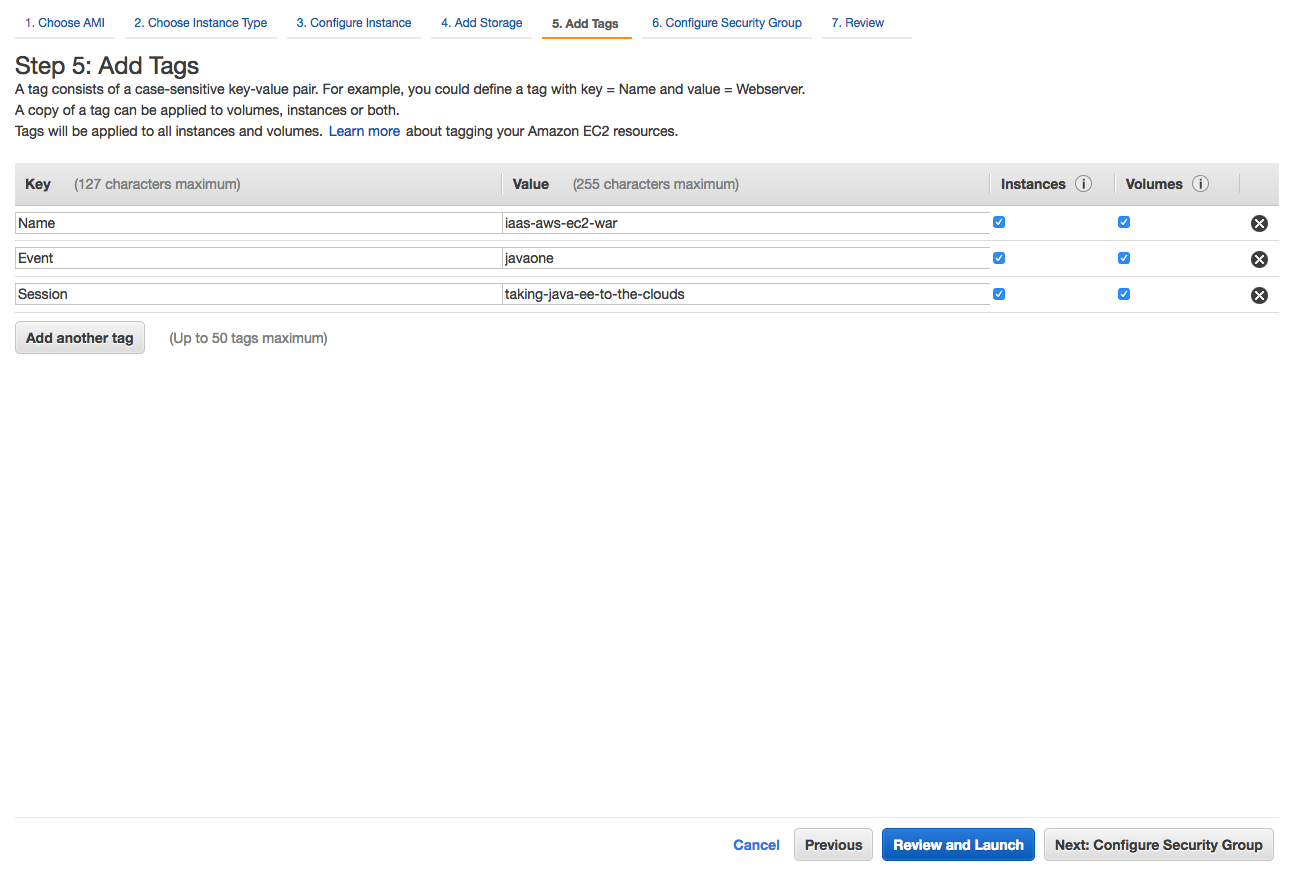 1. Choose AMI 2. Choose Instance Type 3. Configure Instance 4. Add Storage 5. Add Tags 6. Configure Security Group 7. Review
Step 5: Add Tags
A tag consists of a case-sensitive key-value pair. For example, you could define a tag with key = Name and value = Webserver.
A copy of a tag can be applied to volumes, instances or both.
Tags will be applied to all instances and volumes. Learn more about tagging your Amazon EC2 resources.
Key (127 characters maximum) Value (255 characters maximum) Instances i Volumes i
Name iaas-aws-ec2-war
Event javaone
Session taking-java-ee-to-the-clouds
Add another tag (Up to 50 tags maximum)
Cancel Previous Review and Launch Next: Configure Security Group